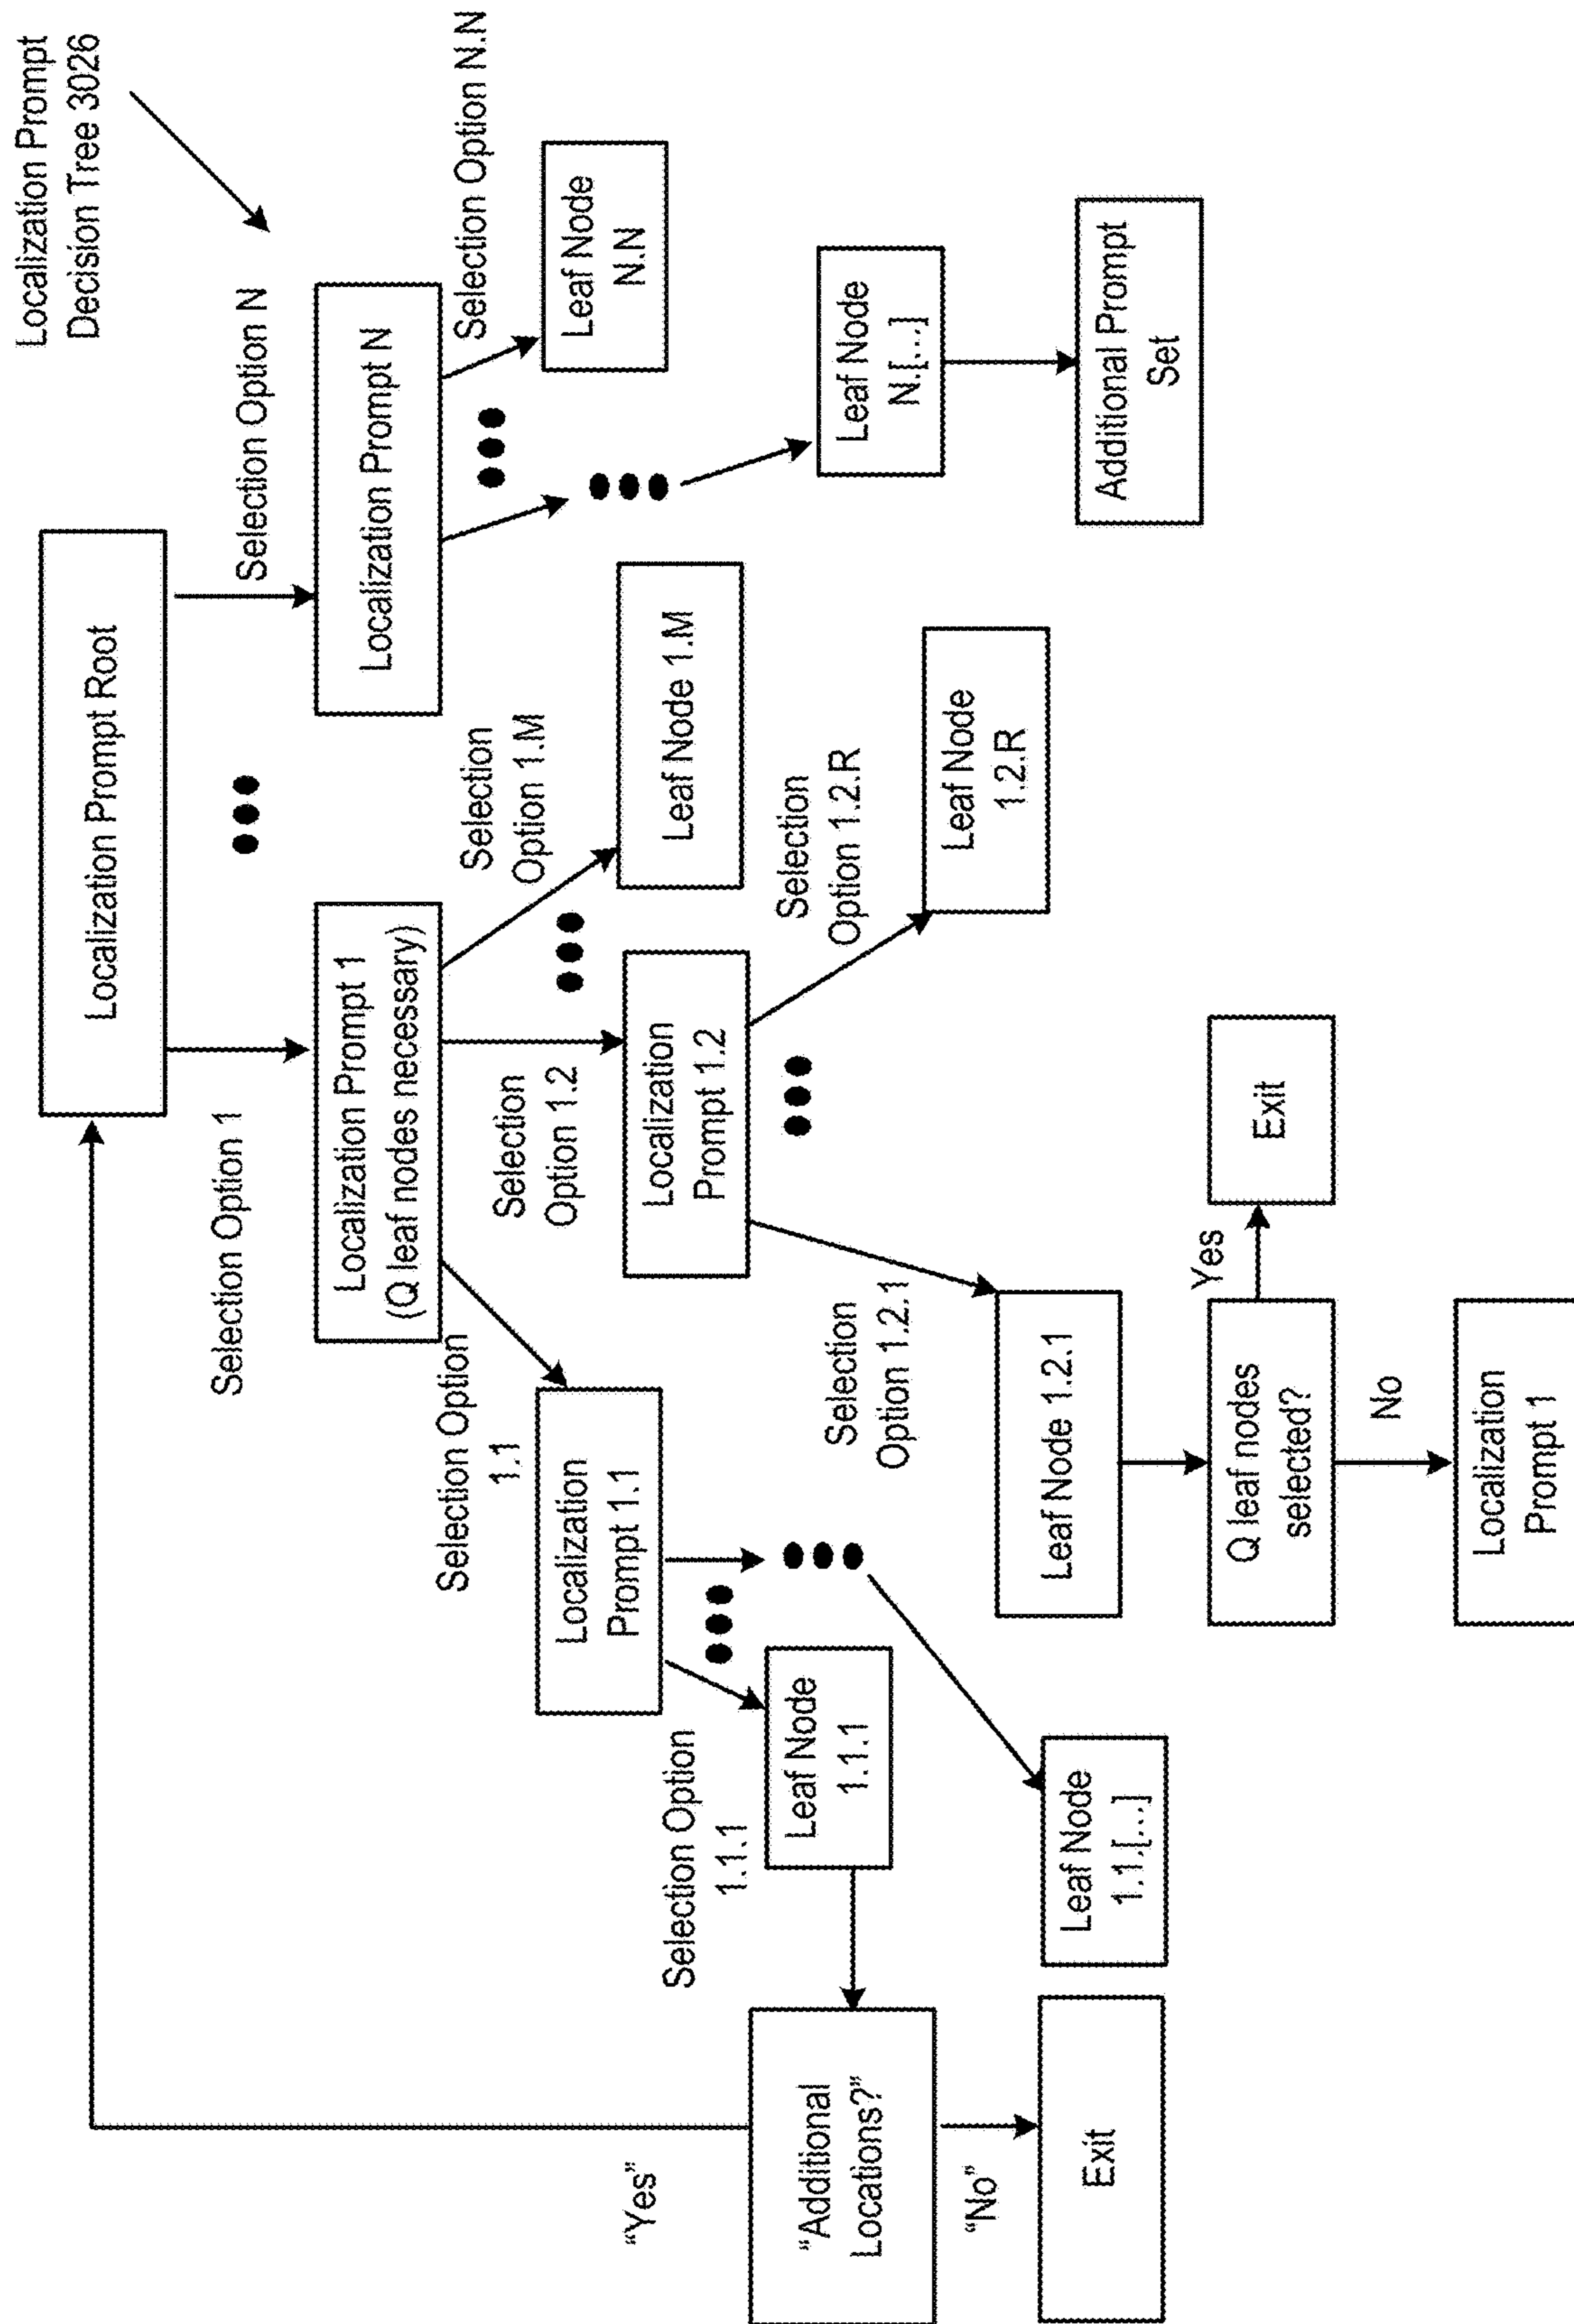 Localization Prompt
Decision Tree 3026
Localization Prompt Root
Selection Option 1
Selection Option N
Localization Prompt 1
(Q leaf nodes necessary)
Localization Prompt N
Selection Option
1.1
Selection
Option 1.2
Selection
Option 1.M
Selection Option N.N
Localization
Prompt 1.1
Localization
Prompt 1.2
Leaf Node 1.M
Leaf Node
N.N
"Yes"
Selection Option
1.1.1
Selection
Option 1.2.1
Selection
Option 1.2.R
"Additional
Locations?"
Leaf Node
1.1.1
Leaf Node
N.[...]
"No"
Exit
Leaf Node
1.1.[...]
Leaf Node 1.2.1
Leaf Node
1.2.R
Additional Prompt
Set
Q leaf nodes
selected?
Yes
Exit
No
Localization
Prompt 1